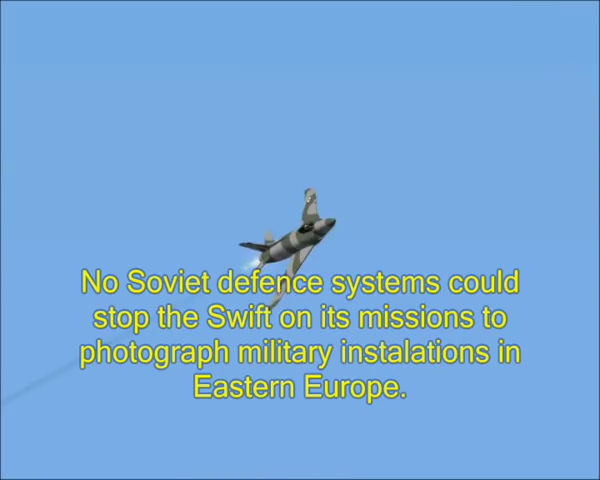 No Soviet defence systems could
stop the Swift on its missions to
photograph military instalations in
Eastern Europe.